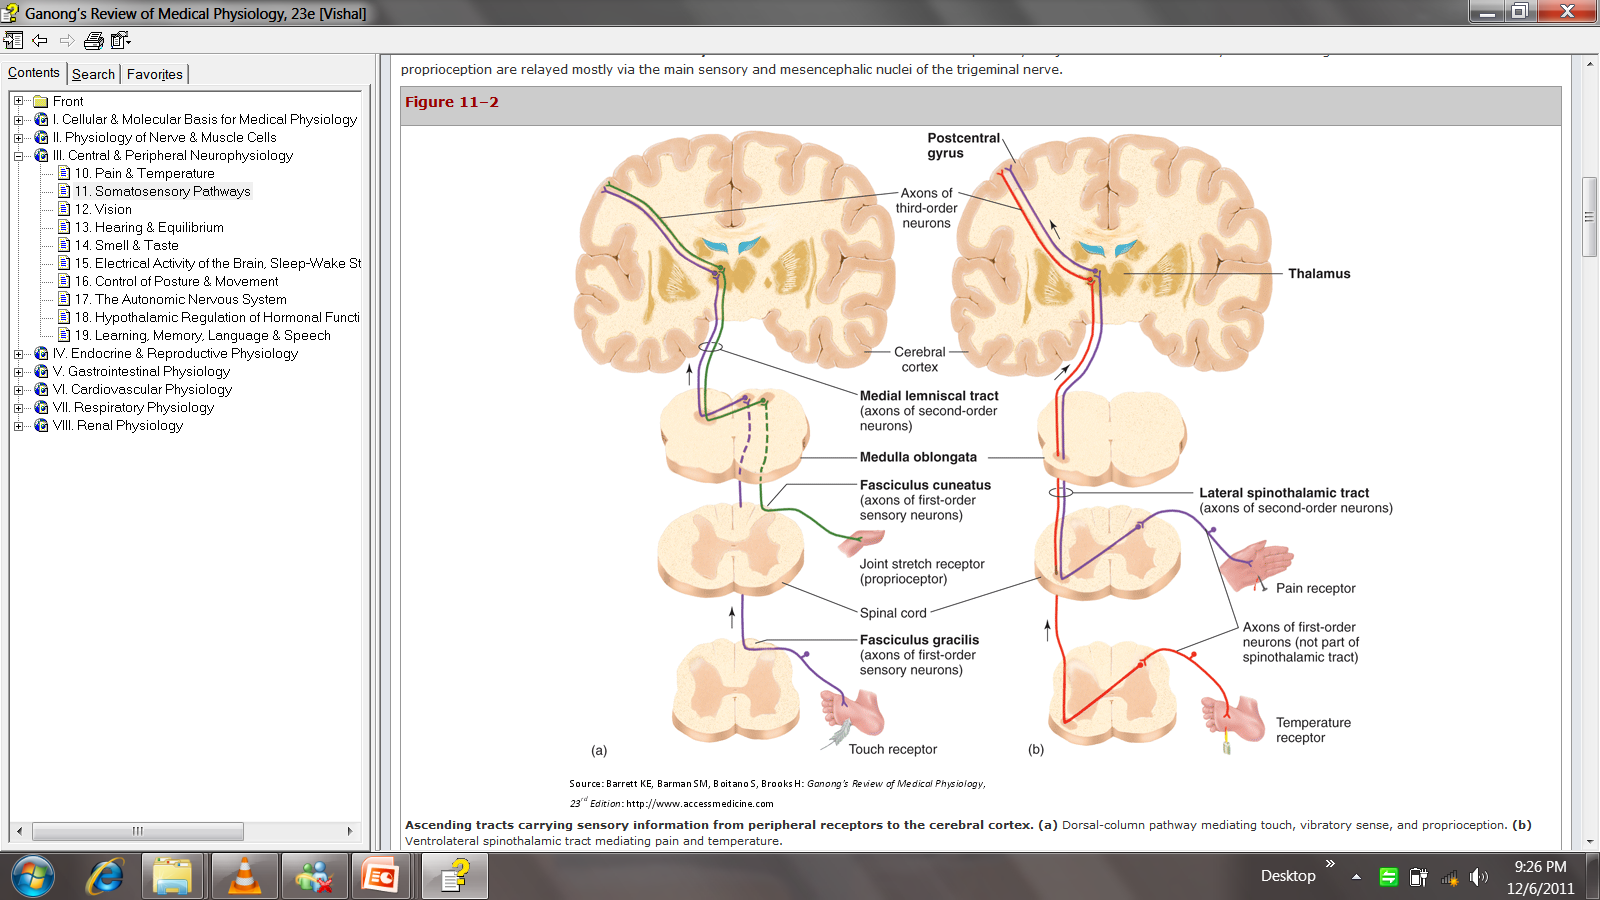 Ganong's Review of Medical Physiology, 23e [Vishal]
Contents
Search
Favorites
Front
I. Cellular & Molecular Basis for Medical Physiology
II. Physiology of Nerve & Muscle Cells
III. Central & Peripheral Neurophysiology
10. Pain & Temperature
11. Somatosensory Pathways
12. Vision
13. Hearing & Equilibrium
14. Smell & Taste
15. Electrical Activity of the Brain, Sleep-Wake St
16. Control of Posture & Movement
17. The Autonomic Nervous System
18. Hypothalamic Regulation of Hormonal Functi
19. Learning, Memory, Language & Speech
IV. Endocrine & Reproductive Physiology
V. Gastrointestinal Physiology
VI. Cardiovascular Physiology
VII. Respiratory Physiology
VIII. Renal Physiology
proprioception are relayed mostly via the main sensory and mesencephalic nuclei of the trigeminal nerve.
Figure 11–2
Postcentral
gyrus
Axons of
third-order
neurons
Thalamus
Cerebral
cortex
Medial lemniscal tract
(axons of second-order
neurons)
Medulla oblongata
Fasciculus cuneatus
(axons of first-order
sensory neurons)
Lateral spinothalamic tract
(axons of second-order neurons)
Joint stretch receptor
(proprioceptor)
Pain receptor
Spinal cord
Axons of first-order
neurons (not part of
spinothalamic tract)
Fasciculus gracilis
(axons of first-order
sensory neurons)
Temperature
receptor
Touch receptor
(a)
(b)
Source: Barrett KE, Barman SM, Boitano S, Brooks H: Ganong's Review of Medical Physiology,
23rd Edition: http://www.accessmedicine.com
Ascending tracts carrying sensory information from peripheral receptors to the cerebral cortex. (a) Dorsal-column pathway mediating touch, vibratory sense, and proprioception. (b)
Ventrolateral spinothalamic tract mediating pain and temperature.
Desktop
9:26 PM
12/6/2011